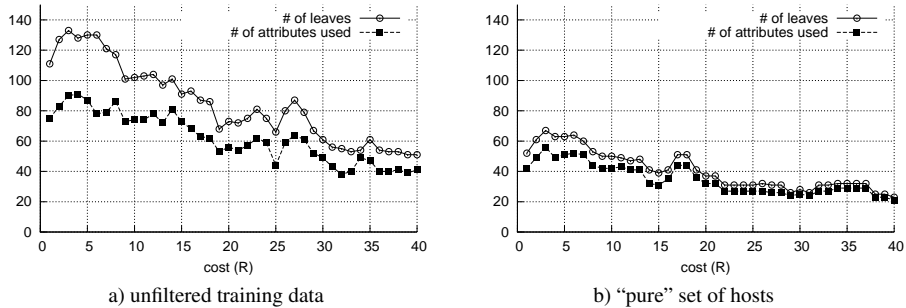 140
120
100
80
60
40
20
0
# of leaves
# of attributes used
0 5 10 15 20 25 30 35 40
cost (R)
a) unfiltered training data
140
120
100
80
60
40
20
0
# of leaves
# of attributes used
0 5 10 15 20 25 30 35 40
cost (R)
b) “pure” set of hosts